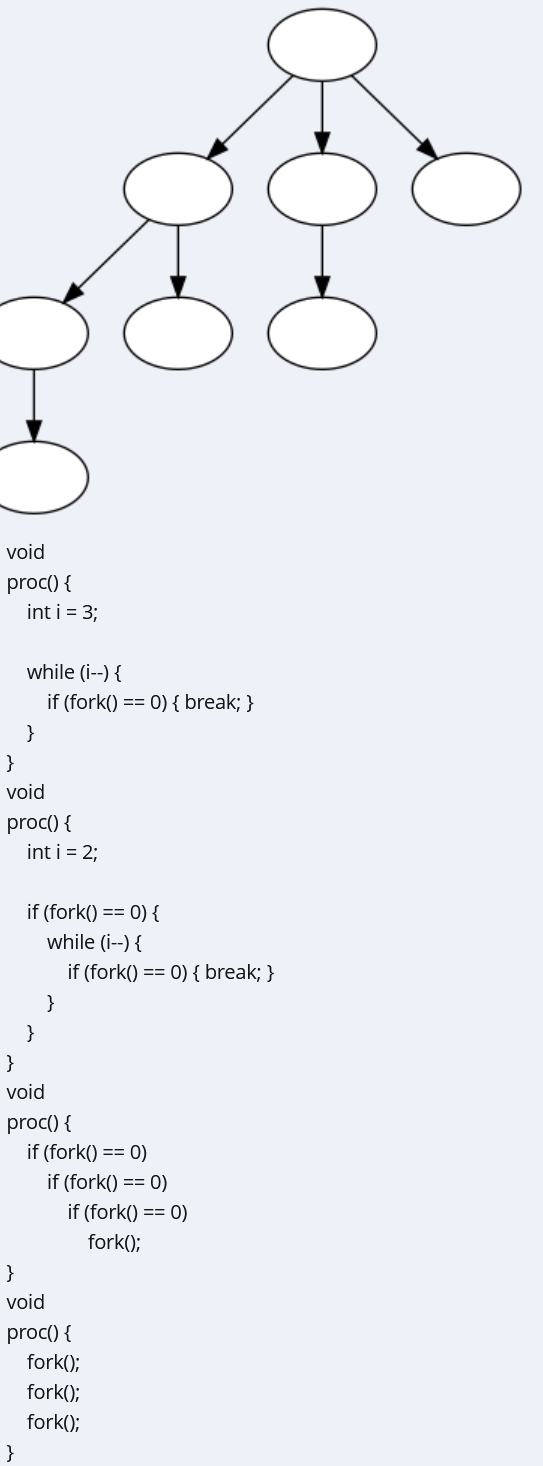 void
proc() {
    int i = 3;

    while (i--) {
        if (fork() == 0) { break; }
    }
}
void
proc() {
    int i = 2;

    if (fork() == 0) {
        while (i--) {
            if (fork() == 0) { break; }
        }
    }
}
void
proc() {
    if (fork() == 0)
        if (fork() == 0)
            if (fork() == 0)
                fork();
}
void
proc() {
    fork();
    fork();
    fork();
}